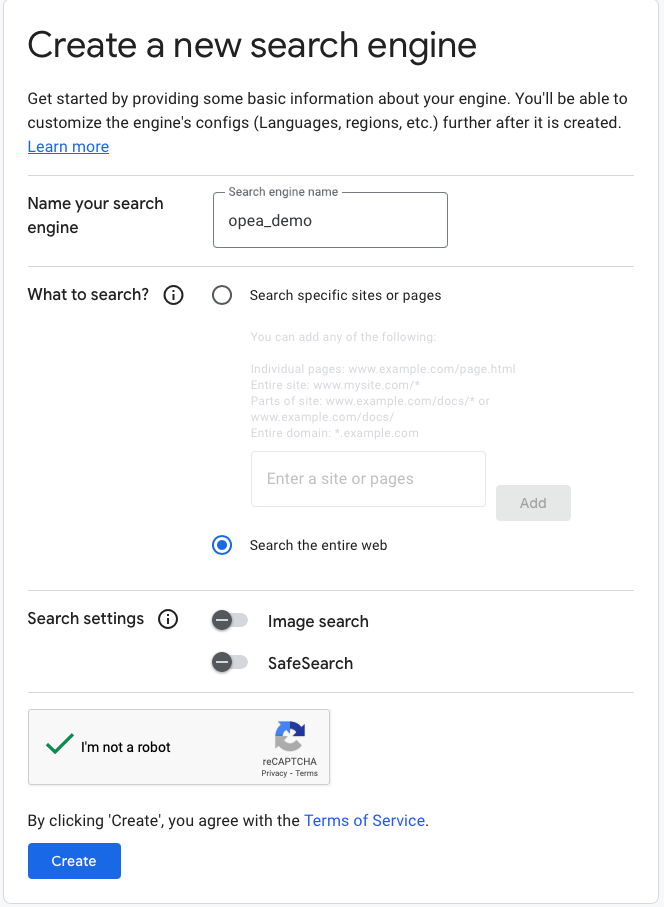 Create a new search engine
Get started by providing some basic information about your engine. You'll be able to
customize the engine's configs (Languages, regions, etc.) further after it is created.
Learn more
Name your search
engine
Search engine name
opea_demo
What to search?
Search specific sites or pages
You can add any of the following:
Individual pages: www.example.com/page.html
Entire site: www.mysite.com/*
Parts of site: www.example.com/docs/* or
www.example.com/docs/
Entire domain: *.example.com
Enter a site or pages
Add
Search the entire web
Search settings
Image search
SafeSearch
I'm not a robot
reCAPTCHA
Privacy - Terms
By clicking 'Create', you agree with the Terms of Service.
Create